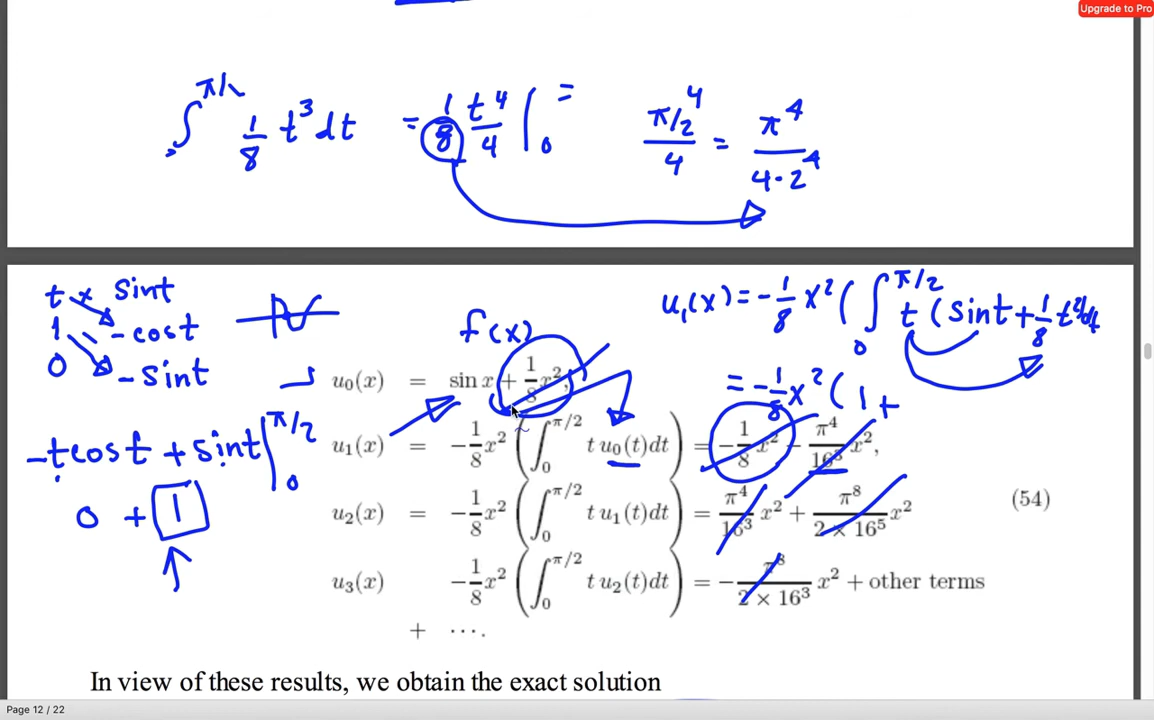 Upgrade to Pro
∫₀^{π/2} 1/8 t³ dt = 1/8 t⁴/4 |₀ = π/2⁴/4 = π⁴/4·2⁴
t × sint
1 -cost
0 -sint
-tcost + sint |₀^{π/2}
0 + 1
f(x)
u₁(x) = -1/8 x² ( ∫₀^{π/2} t (sint + 1/8 t² dt
= -1/8 x² ( 1 +
u₀(x) = sin x + 1/8 x²,
u₁(x) = -1/8 x² ( ∫₀^{π/2} t u₀(t)dt ) = -1/8 x² - π⁴/16³ x²,
u₂(x) = -1/8 x² ( ∫₀^{π/2} t u₁(t)dt ) = π⁴/16³ x² + π⁸/2 × 16⁵ x²
(54)
u₃(x) -1/8 x² ( ∫₀^{π/2} t u₂(t)dt ) = -π⁸/2 × 16³ x² + other terms
+ ⋯.
In view of these results, we obtain the exact solution
Page 12 / 22